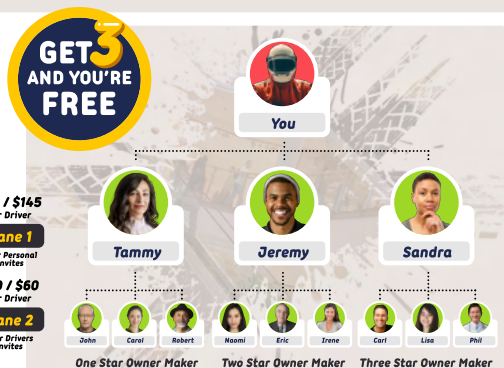 GET 3
AND YOU'RE
FREE
You
/ $145
Driver
ane 1
Personal
nvites
Tammy
Jeremy
Sandra
/ $60
Driver
ane 2
Drivers
nvites
John
Carol
Robert
Naomi
Eric
Irene
Carl
Lisa
Phil
One Star Owner Maker
Two Star Owner Maker
Three Star Owner Maker